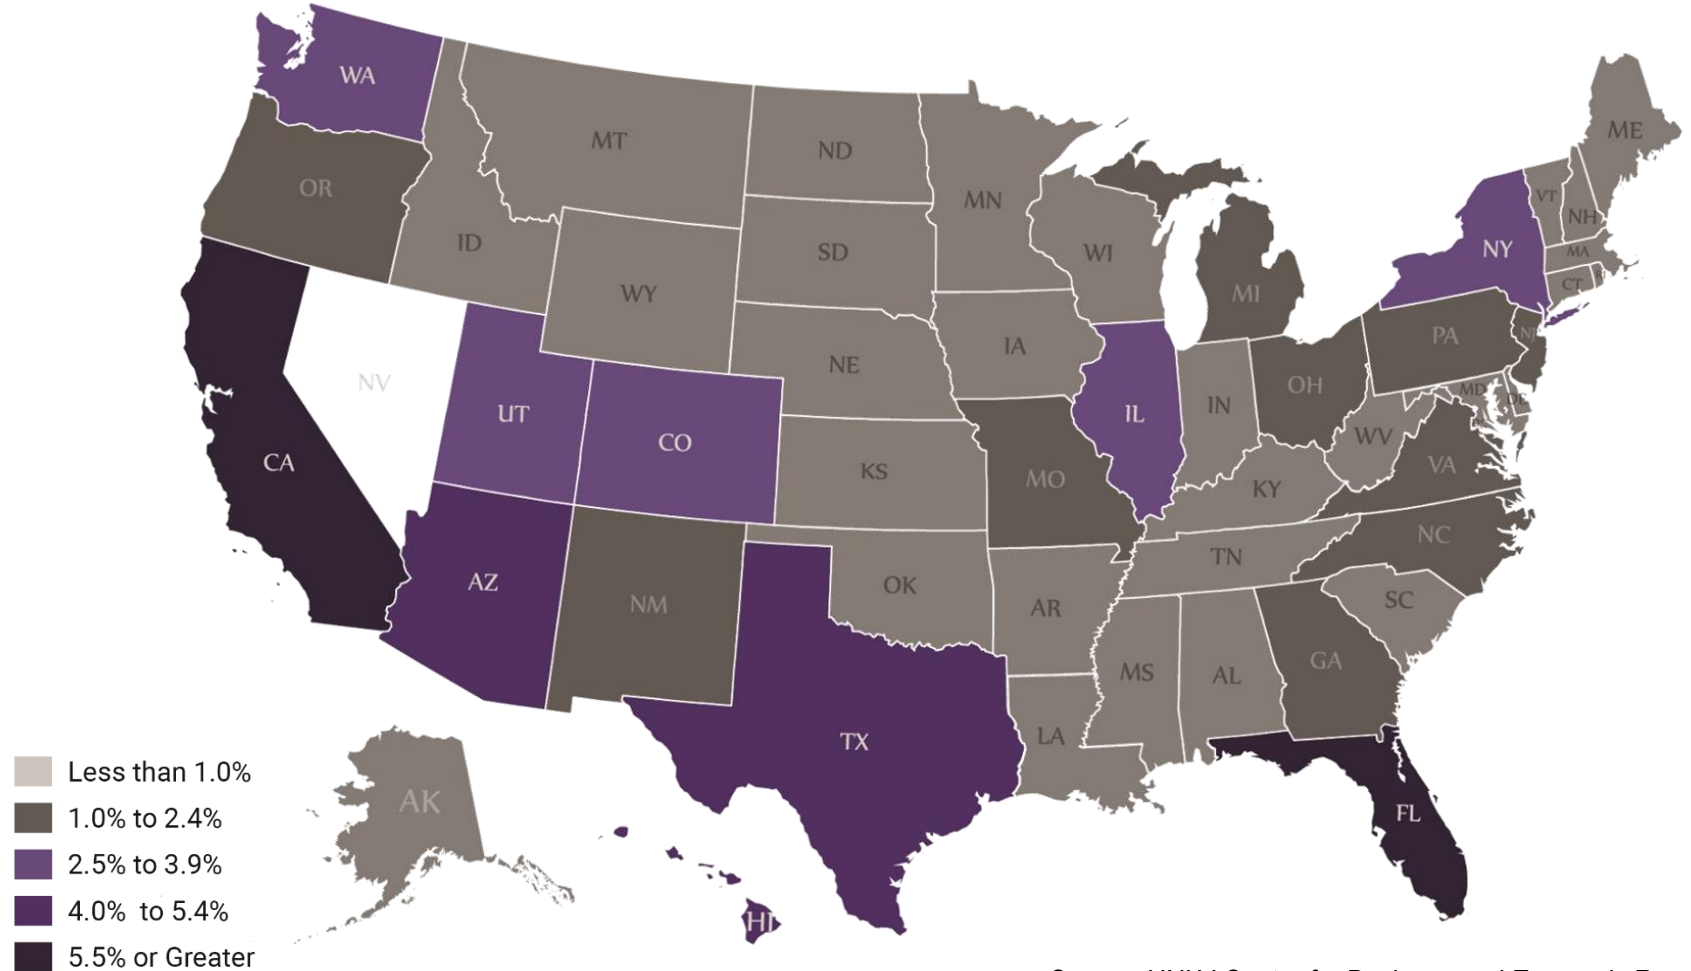 WA
MT
ND
ME
OR
MN
VT
NH
ID
SD
WI
NY
MA
WY
MI
CT
IA
PA
NJ
NV
NE
OH
MD
UT
IN
DE
CO
IL
WV
CA
KS
MO
KY
VA
NC
AZ
OK
TN
NM
AR
SC
MS
AL
GA
TX
LA
AK
FL
HI
Less than 1.0%
1.0% to 2.4%
2.5% to 3.9%
4.0% to 5.4%
5.5% or Greater